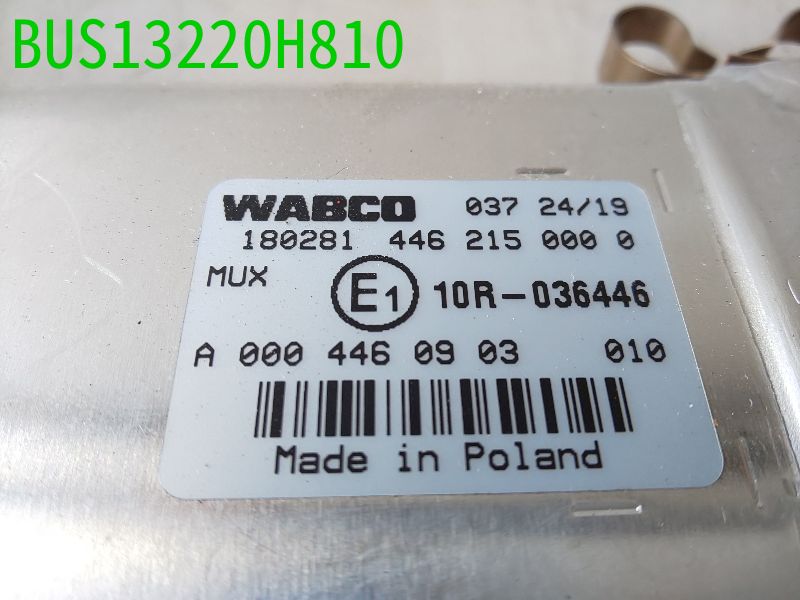 BUS13220H810
WABCO 037 24/19
180281 446 215 000 0
MUX E1 10R-036446
A 000 446 09 03 010
Made in Poland